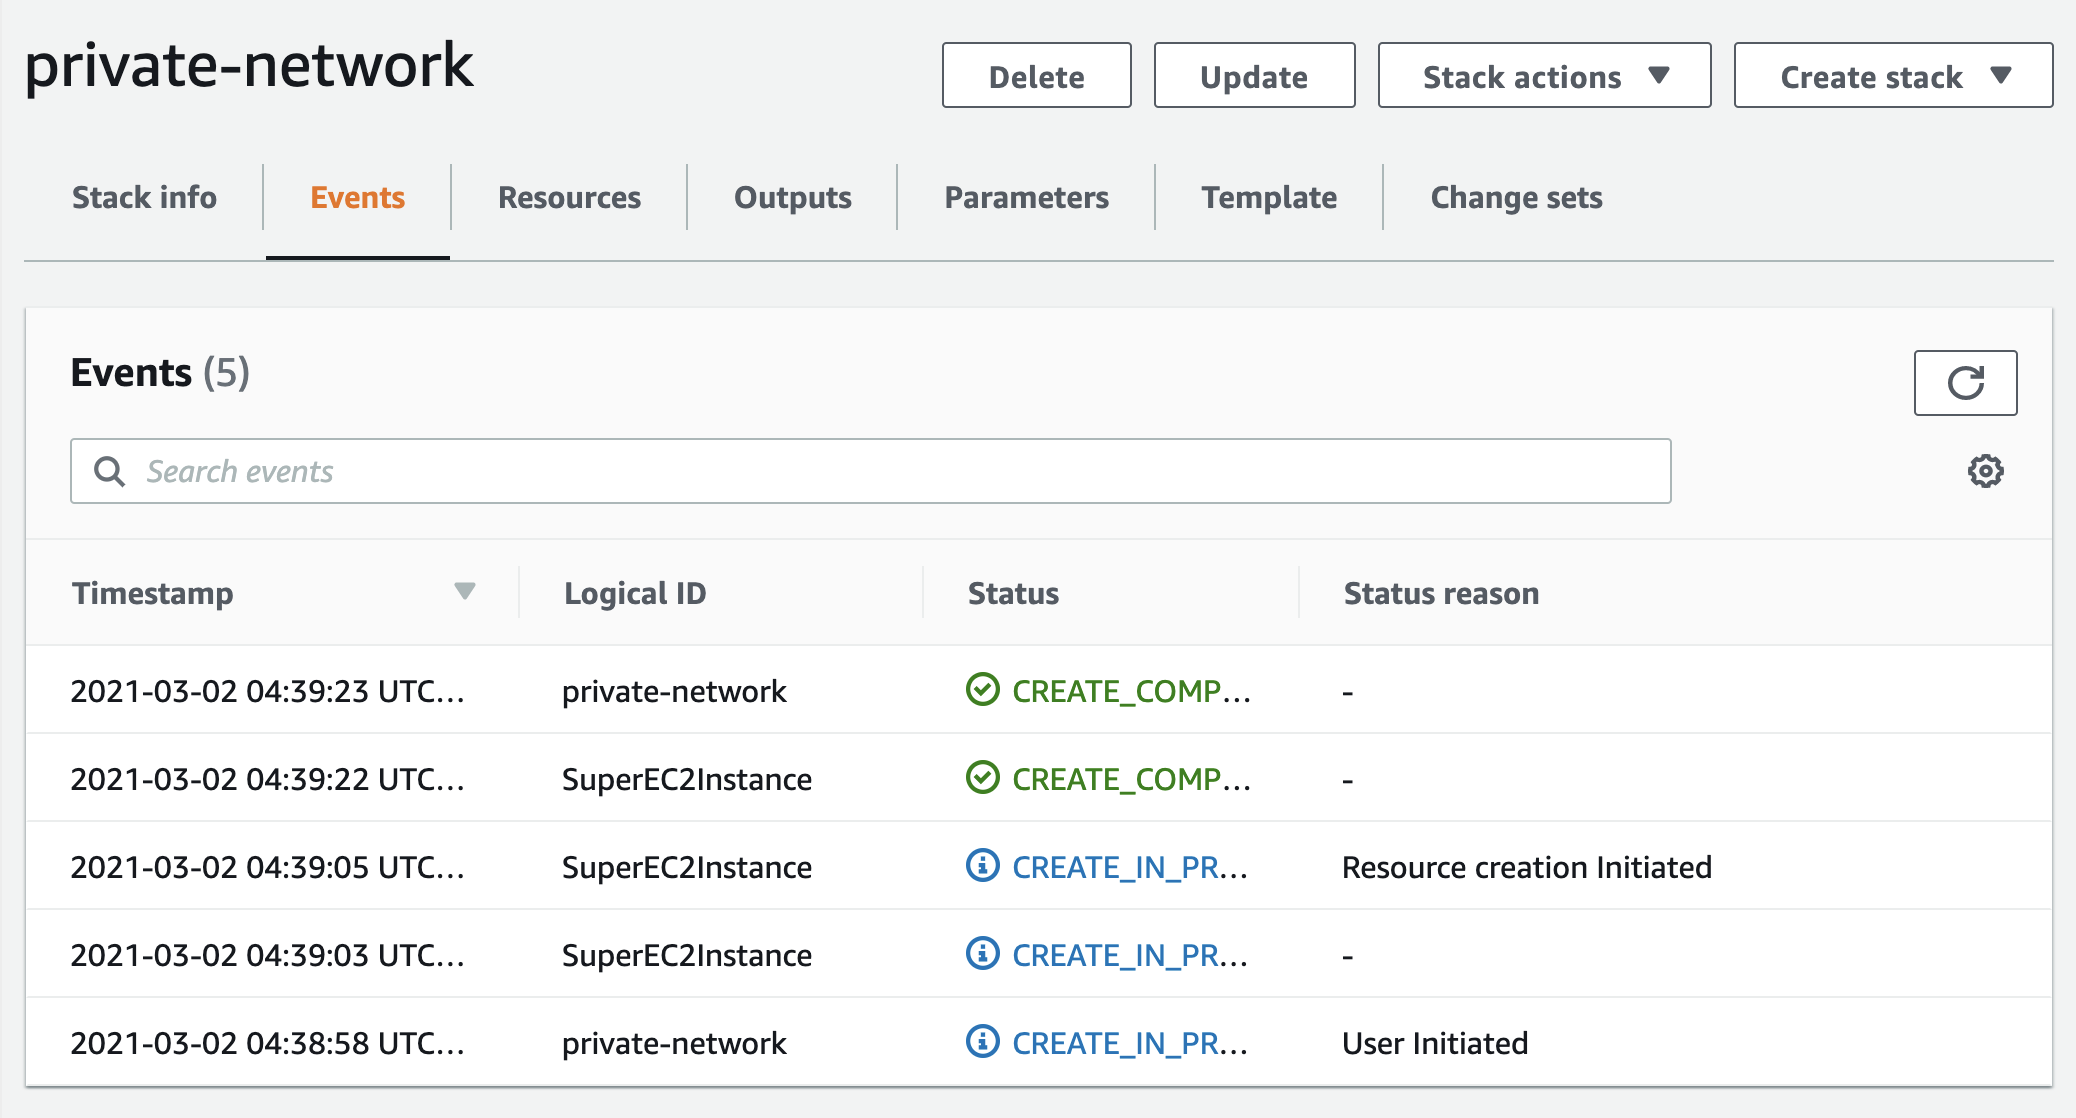 private-network
Delete Update Stack actions Create stack
Stack info Events Resources Outputs Parameters Template Change sets
Events (5)
Search events
Timestamp Logical ID Status Status reason
2021-03-02 04:39:23 UTC... private-network CREATE_COMP... -
2021-03-02 04:39:22 UTC... SuperEC2Instance CREATE_COMP... -
2021-03-02 04:39:05 UTC... SuperEC2Instance CREATE_IN_PR... Resource creation Initiated
2021-03-02 04:39:03 UTC... SuperEC2Instance CREATE_IN_PR... -
2021-03-02 04:38:58 UTC... private-network CREATE_IN_PR... User Initiated